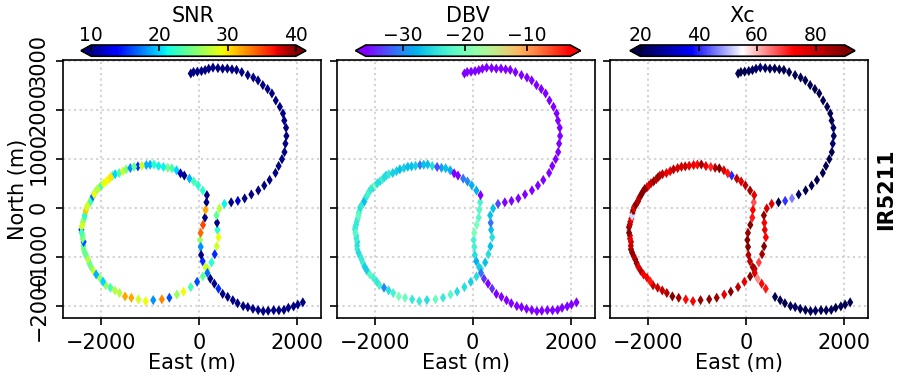 SNR DBV Xc
10 20 30 40 −30 −20 −10 20 40 60 80
3000
2000
1000
0
−1000
−2000
North (m)
−2000 0 2000 −2000 0 2000 −2000 0 2000
East (m) East (m) East (m)
IR5211